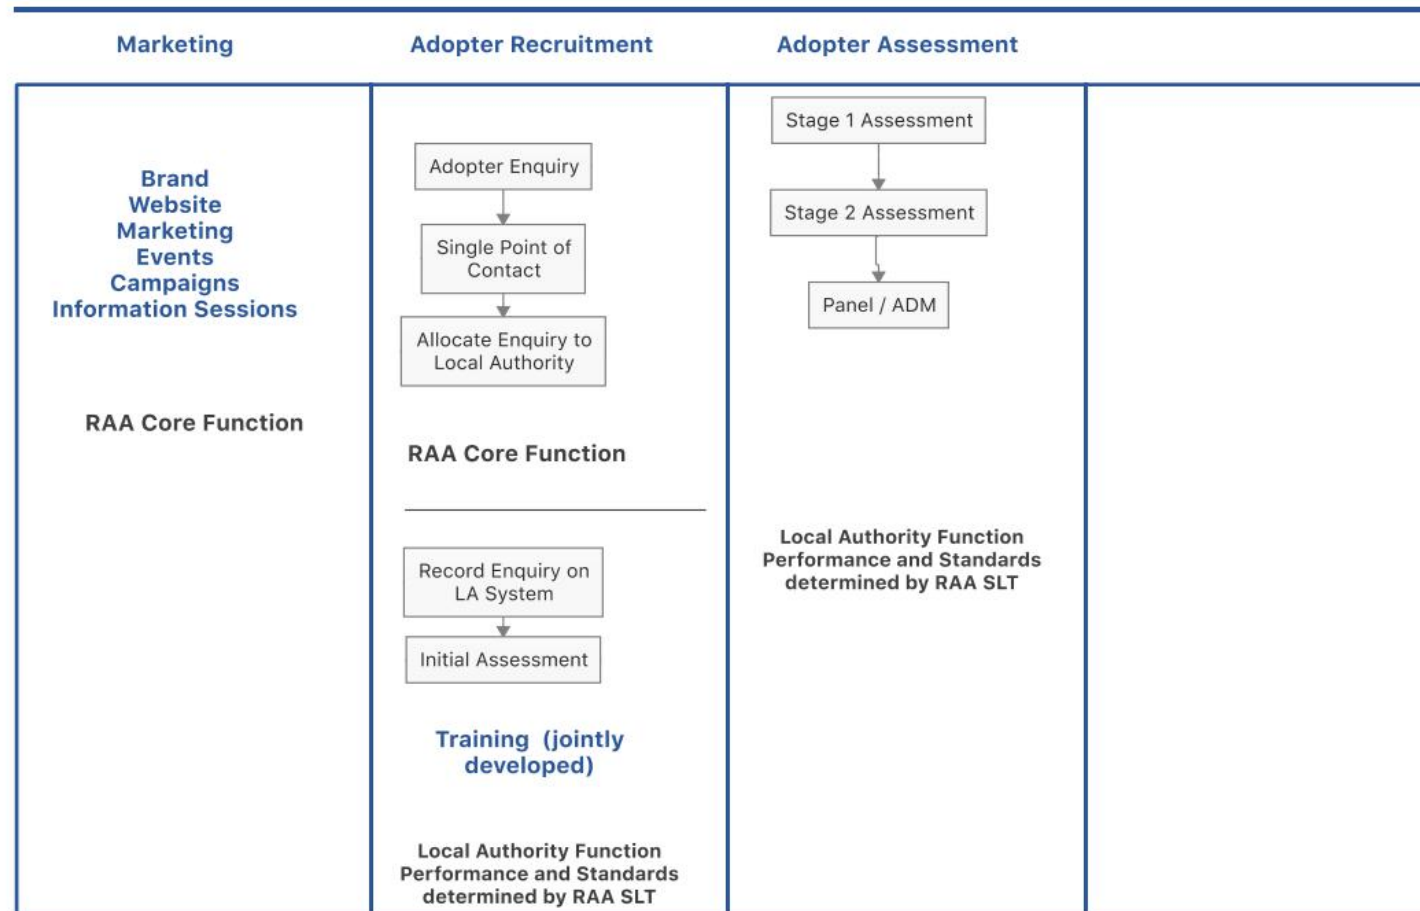 Marketing
Adopter Recruitment
Adopter Assessment
Brand
Website
Marketing
Events
Campaigns
Information Sessions
RAA Core Function
Adopter Enquiry
Single Point of
Contact
Allocate Enquiry to
Local Authority
RAA Core Function
Record Enquiry on
LA System
Initial Assessment
Training (jointly
developed)
Local Authority Function
Performance and Standards
determined by RAA SLT
Stage 1 Assessment
Stage 2 Assessment
Panel / ADM
Local Authority Function
Performance and Standards
determined by RAA SLT